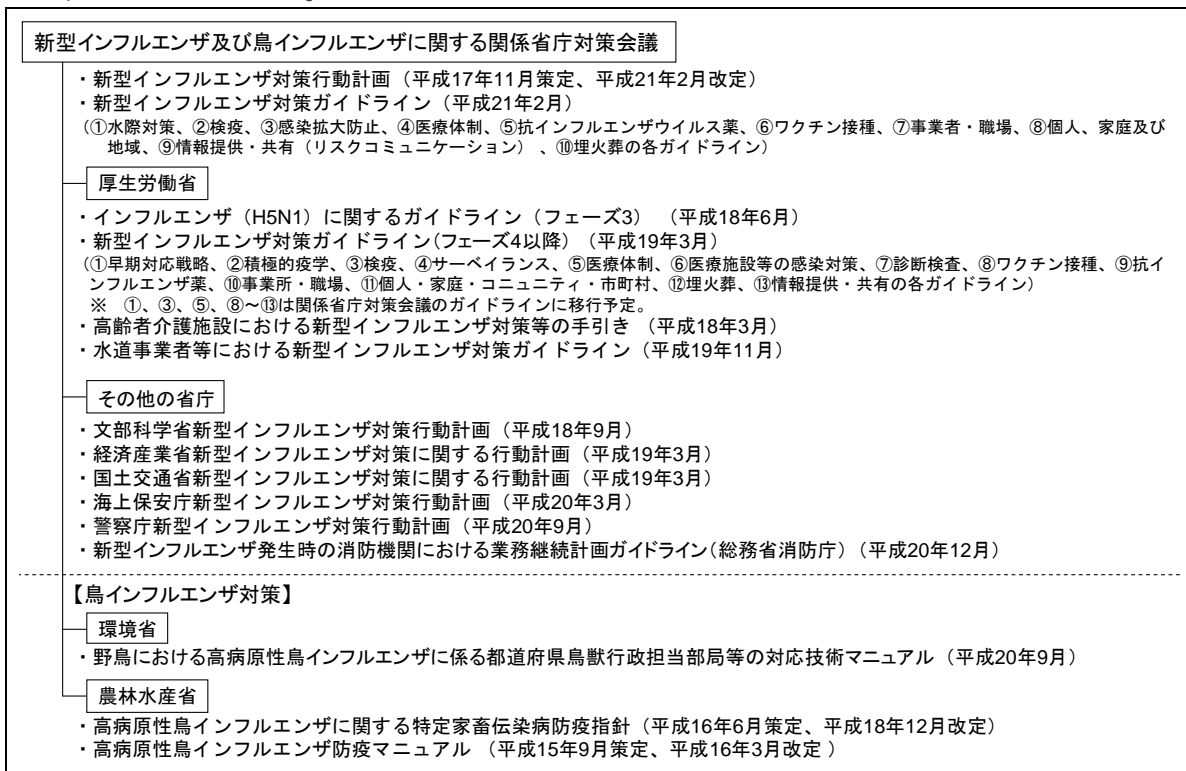 新型インフルエンザ及び鳥インフルエンザに関する関係省庁対策会議
・新型インフルエンザ対策行動計画（平成17年11月策定、平成21年2月改定）
・新型インフルエンザ対策ガイドライン（平成21年2月）
（①水際対策、②検疫、③感染拡大防止、④医療体制、⑤抗インフルエンザウイルス薬、⑥ワクチン接種、⑦事業者・職場、⑧個人、家庭及び
地域、⑨情報提供・共有（リスクコミュニケーション）、⑩埋火葬の各ガイドライン）
厚生労働省
・インフルエンザ（H5N1）に関するガイドライン（フェーズ3）（平成18年6月）
・新型インフルエンザ対策ガイドライン（フェーズ4以降）（平成19年3月）
（①早期対応戦略、②積極的疫学、③検疫、④サーベイランス、⑤医療体制、⑥医療施設等の感染対策、⑦診断検査、⑧ワクチン接種、⑨抗イ
ンフルエンザ薬、⑩事業所・職場、⑪個人・家庭・コニュニティ・市町村、⑫埋火葬、⑬情報提供・共有の各ガイドライン）
※　①、③、⑤、⑧～⑬は関係省庁対策会議のガイドラインに移行予定。
・高齢者介護施設における新型インフルエンザ対策等の手引き（平成18年3月）
・水道事業者等における新型インフルエンザ対策ガイドライン（平成19年11月）
その他の省庁
・文部科学省新型インフルエンザ対策行動計画（平成18年9月）
・経済産業省新型インフルエンザ対策に関する行動計画（平成19年3月）
・国土交通省新型インフルエンザ対策に関する行動計画（平成19年3月）
・海上保安庁新型インフルエンザ対策行動計画（平成20年3月）
・警察庁新型インフルエンザ対策行動計画（平成20年9月）
・新型インフルエンザ発生時の消防機関における業務継続計画ガイドライン（総務省消防庁）（平成20年12月）
【鳥インフルエンザ対策】
環境省
・野鳥における高病原性鳥インフルエンザに係る都道府県鳥獣行政担当部局等の対応技術マニュアル（平成20年9月）
農林水産省
・高病原性鳥インフルエンザに関する特定家畜伝染病防疫指針（平成16年6月策定、平成18年12月改定）
・高病原性鳥インフルエンザ防疫マニュアル（平成15年9月策定、平成16年3月改定）